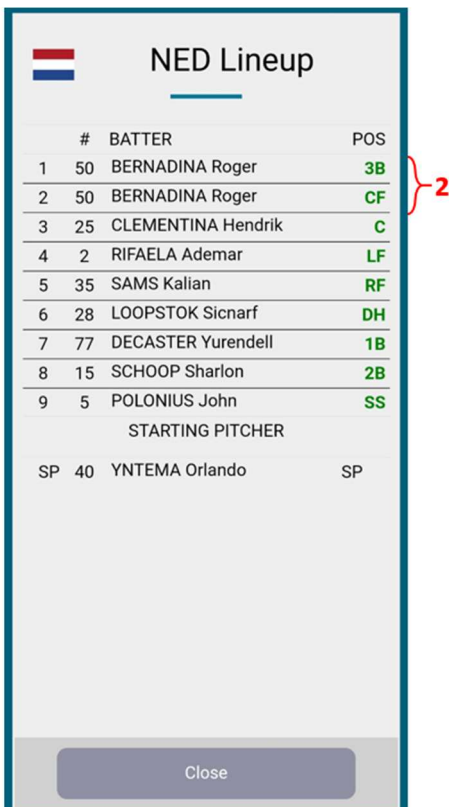 NED Lineup
# BATTER POS
1 50 BERNADINA Roger 3B
2 50 BERNADINA Roger CF
3 25 CLEMENTINA Hendrik C
4 2 RIFAELA Ademar LF
5 35 SAMS Kalian RF
6 28 LOOPSTOK Sicnarf DH
7 77 DECASTER Yurendell 1B
8 15 SCHOOP Sharlon 2B
9 5 POLONIUS John SS
2
STARTING PITCHER
SP 40 YNTEMA Orlando SP
Close